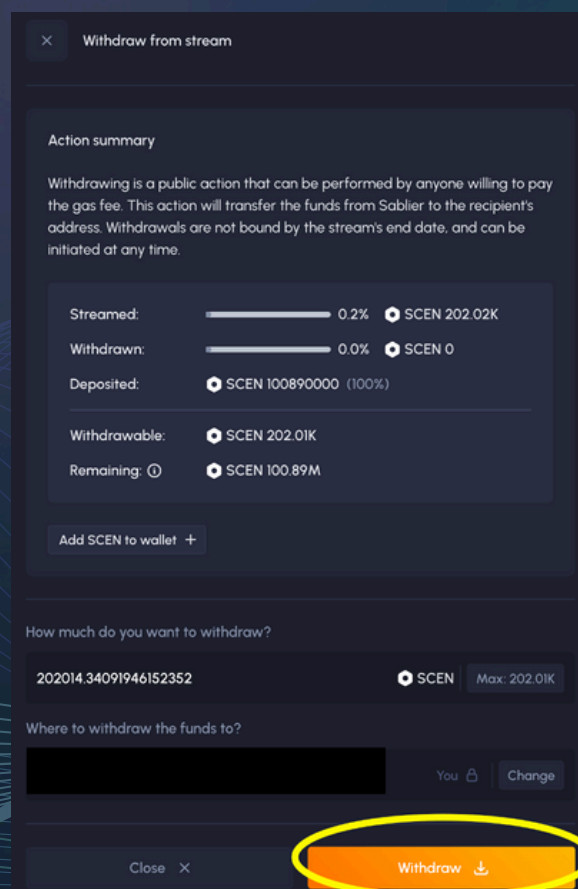 Withdraw from stream
Action summary
Withdrawing is a public action that can be performed by anyone willing to pay
the gas fee. This action will transfer the funds from Sablier to the recipient's
address. Withdrawals are not bound by the stream's end date, and can be
initiated at any time.
Streamed: 0.2% SCEN 202.02K
Withdrawn: 0.0% SCEN 0
Deposited: SCEN 100890000 (100%)
Withdrawable: SCEN 202.01K
Remaining: SCEN 100.89M
Add SCEN to wallet +
How much do you want to withdraw?
202014.34091946152352 SCEN Max: 202.01K
Where to withdraw the funds to?
You Change
Close Withdraw